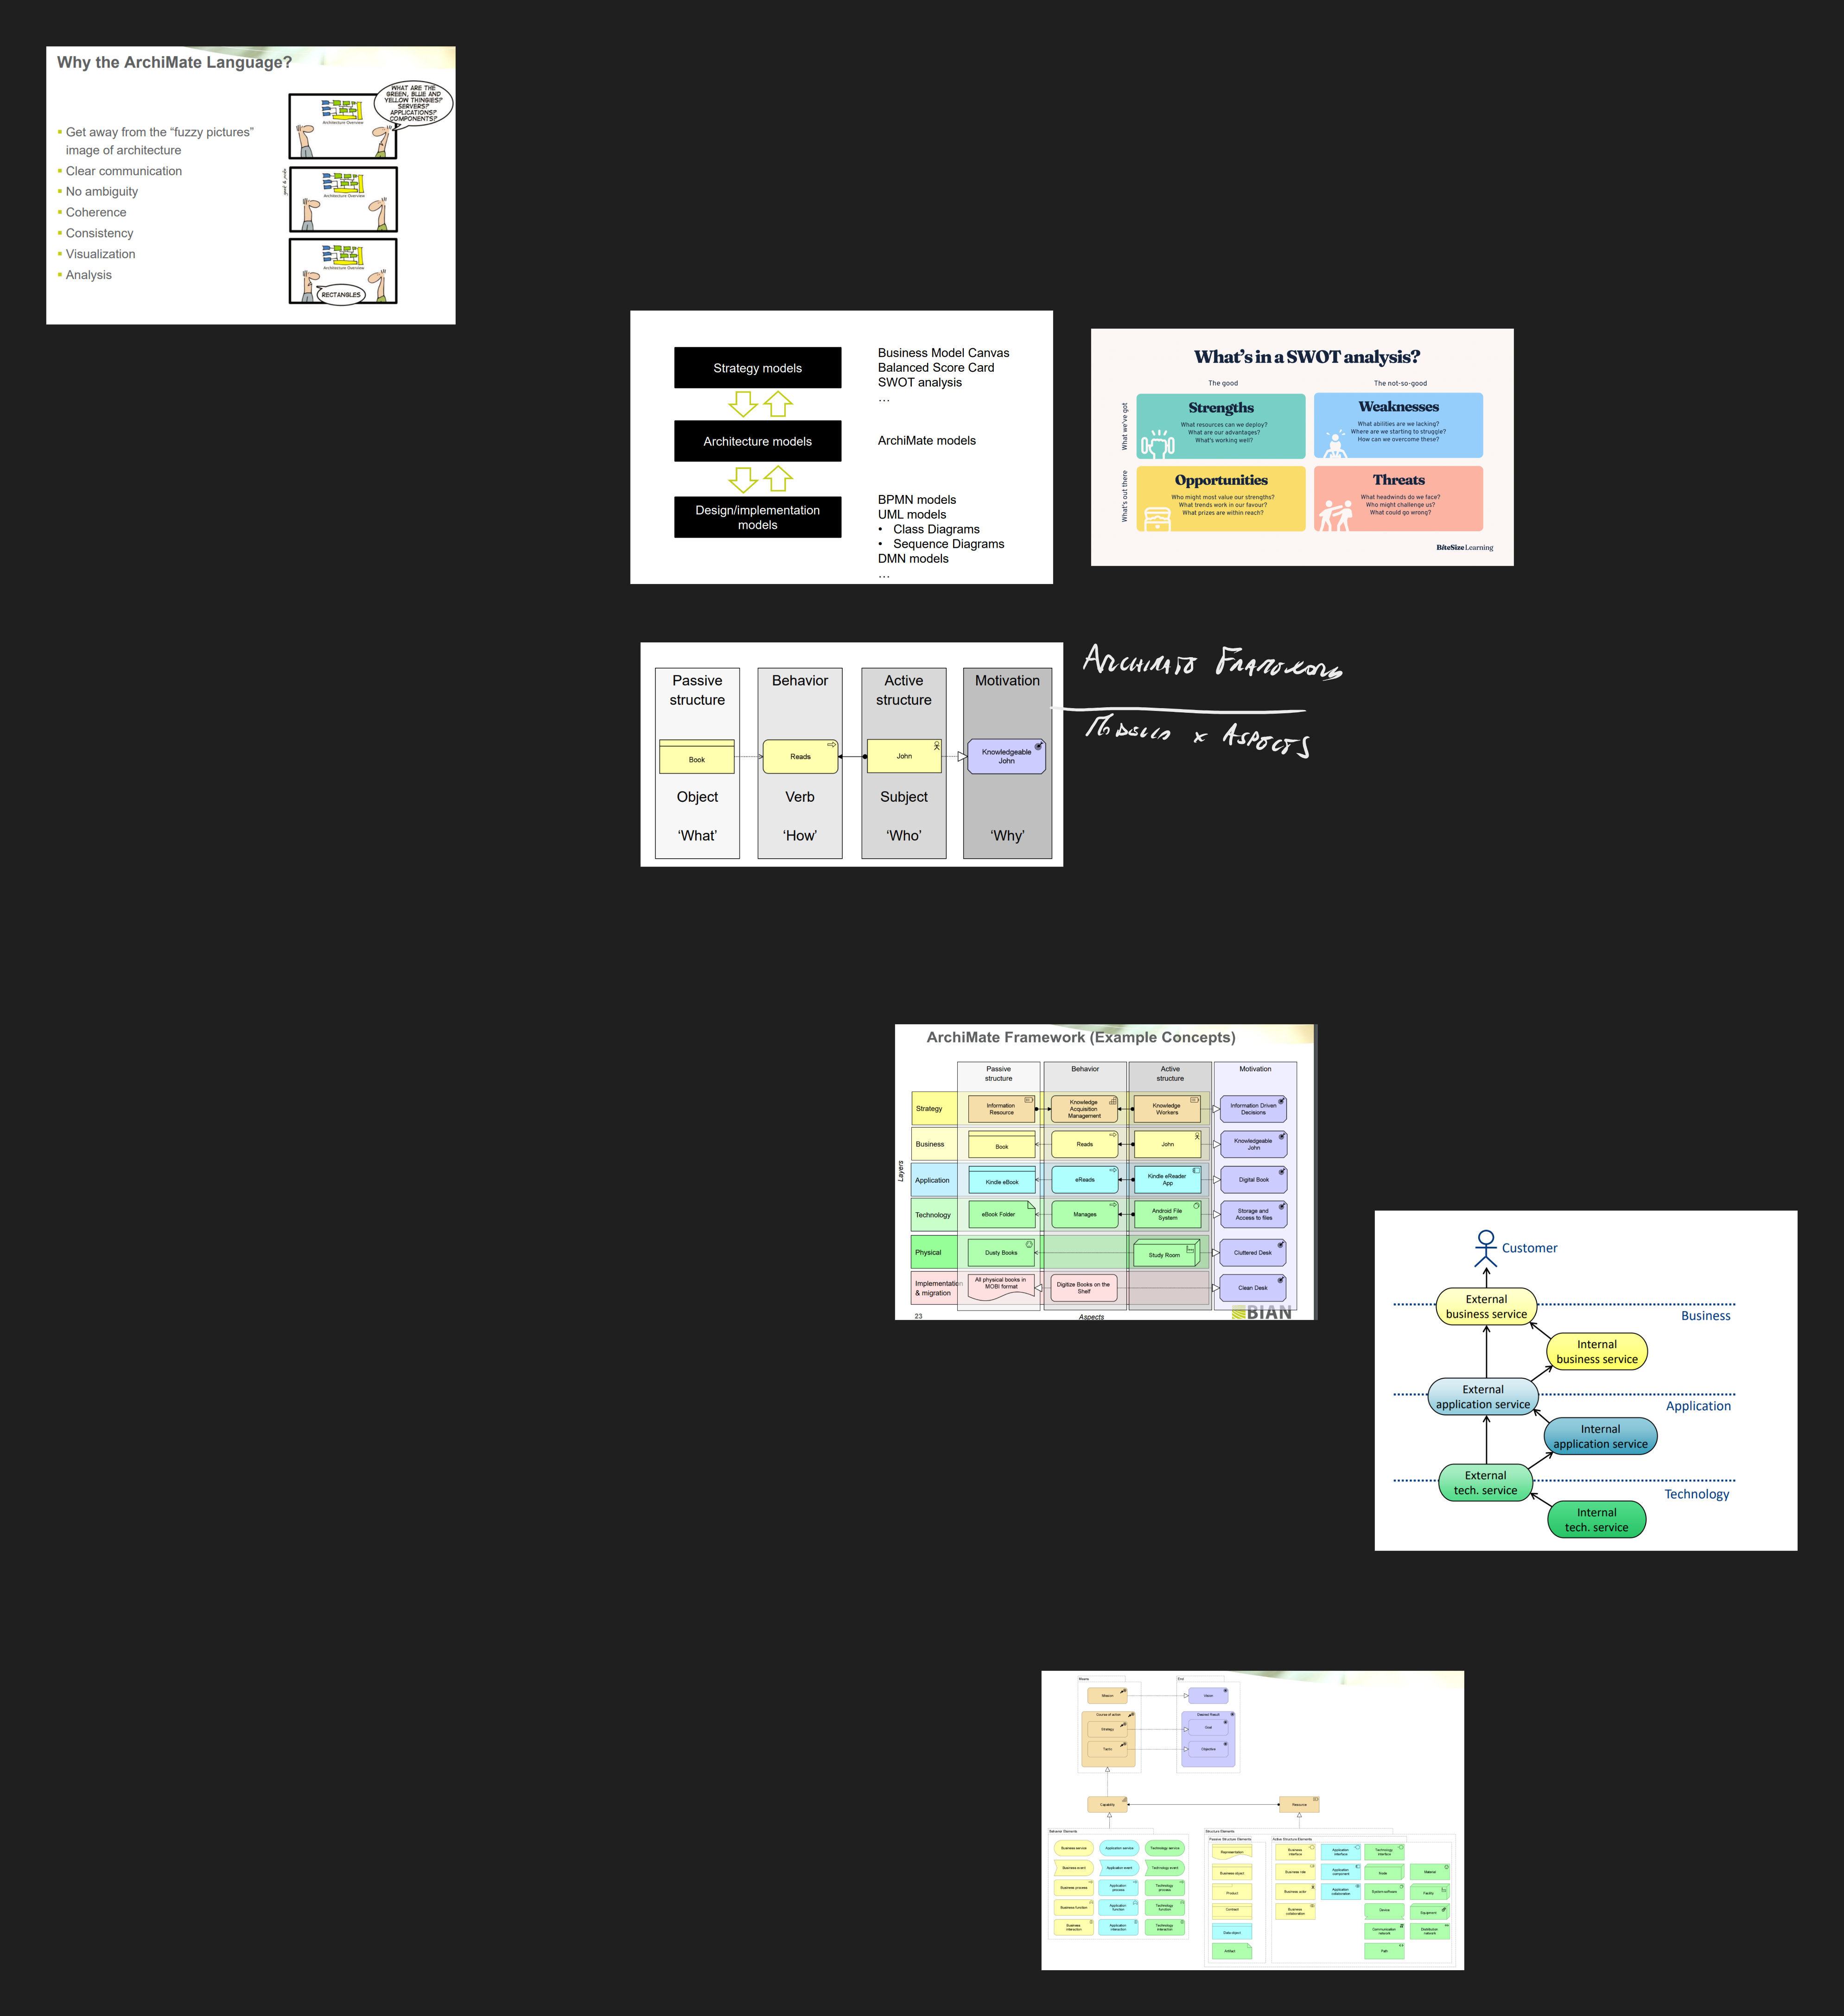 Why the ArchiMate Language?
Get away from the “fuzzy pictures”
image of architecture
Clear communication
No ambiguity
Coherence
Consistency
Visualization
Analysis
WHAT ARE THE
GREEN, BLUE AND
YELLOW THINGIES?
SERVERS?
APPLICATIONS?
COMPONENTS?
Architecture Overview
Architecture Overview
Architecture Overview
RECTANGLES
Strategy models
Architecture models
Design/implementation
models
Business Model Canvas
Balanced Score Card
SWOT analysis
...
ArchiMate models
BPMN models
UML models
• Class Diagrams
• Sequence Diagrams
DMN models
...
What's in a SWOT analysis?
The good
The not-so-good
What we've got
Strengths
What resources can we deploy?
What are our advantages?
What's working well?
Weaknesses
What abilities are we lacking?
Where are we starting to struggle?
How can we overcome these?
What's out there
Opportunities
Who might most value our strengths?
What trends work in our favour?
What prizes are within reach?
Threats
What headwinds do we face?
Who might challenge us?
What could go wrong?
BiteSize Learning
Passive
structure
Book
Object
‘What’
Behavior
Reads
Verb
‘How’
Active
structure
John
Subject
‘Who’
Motivation
Knowledgeable
John
‘Why’
ARCHIMATE FRAMEWORK
x ASPECTS
ArchiMate Framework (Example Concepts)
Passive
structure
Behavior
Active
structure
Motivation
Layers
Strategy
Information
Resource
Knowledge
Acquisition
Management
Knowledge
Workers
Information Driven
Decisions
Business
Book
Reads
John
Knowledgeable
John
Application
Kindle eBook
eReads
Kindle eReader
App
Digital Book
Technology
eBook Folder
Manages
Android File
System
Storage and
Access to files
Physical
Dusty Books
Study Room
Cluttered Desk
Implementation
& migration
All physical books in
MOBI format
Digitize Books on the
Shelf
Clean Desk
23
Aspects
BIAN
Customer
External
business service
Business
Internal
business service
External
application service
Application
Internal
application service
External
tech. service
Technology
Internal
tech. service
Means
End
Mission
Vision
Course of action
Desired Result
Strategy
Goal
Tactic
Objective
Capability
Resource
Behavior Elements
Business service
Application service
Technology service
Business event
Application event
Technology event
Business process
Application
process
Technology
process
Business function
Application
function
Technology
function
Business
interaction
Application
interaction
Technology
interaction
Structure Elements
Passive Structure Elements
Representation
Business object
Product
Contract
Data object
Artifact
Active Structure Elements
Business
interface
Application
interface
Technology
interface
Business role
Application
component
Node
Material
Business actor
Application
collaboration
System software
Facility
Business
collaboration
Device
Equipment
Communication
network
Distribution
network
Path